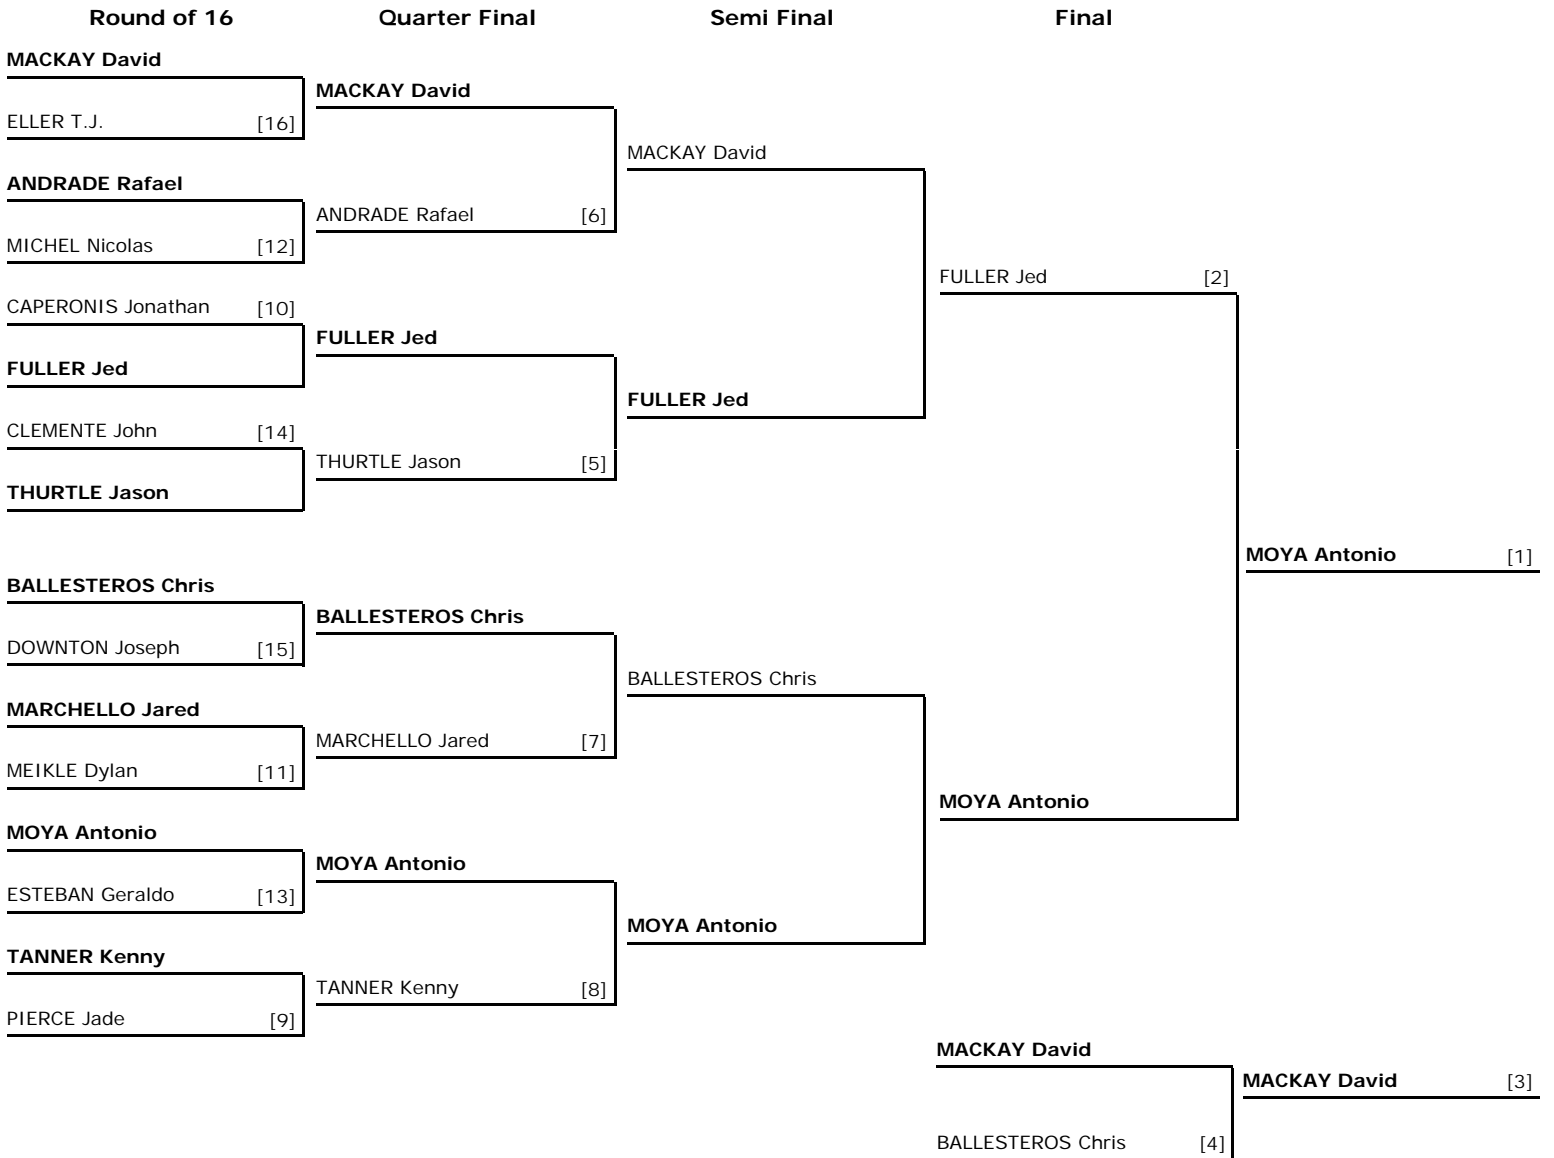 Round of 16 Quarter Final Semi Final Final
MACKAY David
MACKAY David
ELLER T.J. [16]
MACKAY David
ANDRADE Rafael
ANDRADE Rafael [6]
MICHEL Nicolas [12]
FULLER Jed [2]
CAPERONIS Jonathan [10]
FULLER Jed
FULLER Jed
FULLER Jed
CLEMENTE John [14]
THURTLE Jason [5]
THURTLE Jason
MOYA Antonio [1]
BALLESTEROS Chris
BALLESTEROS Chris
DOWNTON Joseph [15]
BALLESTEROS Chris
MARCHELLO Jared
MARCHELLO Jared [7]
MEIKLE Dylan [11]
MOYA Antonio
MOYA Antonio
MOYA Antonio
ESTEBAN Geraldo [13]
MOYA Antonio
TANNER Kenny
TANNER Kenny [8]
PIERCE Jade [9]
MACKAY David
MACKAY David [3]
BALLESTEROS Chris [4]